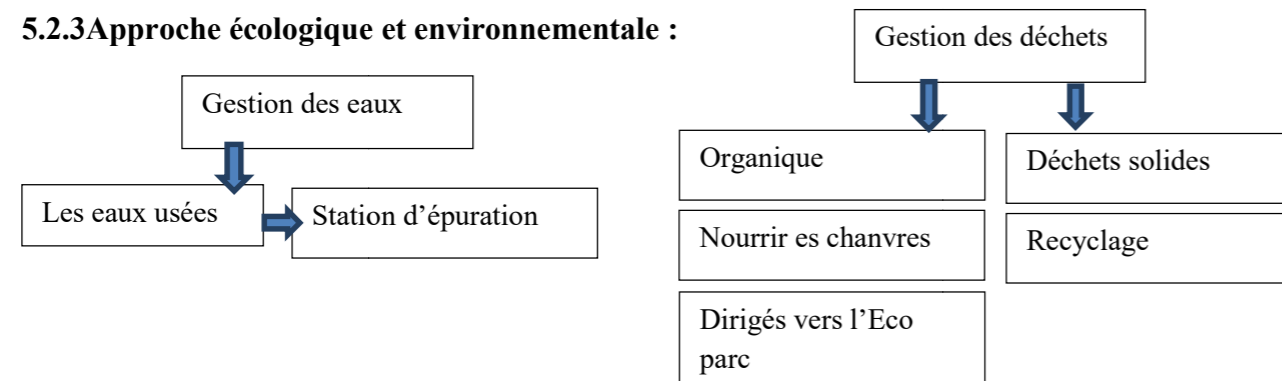 5.2.3Approche écologique et environnementale :
Gestion des eaux
Les eaux usées
Station d’épuration
Gestion des déchets
Organique
Déchets solides
Nourrir es chanvres
Recyclage
Dirigés vers l’Eco
parc